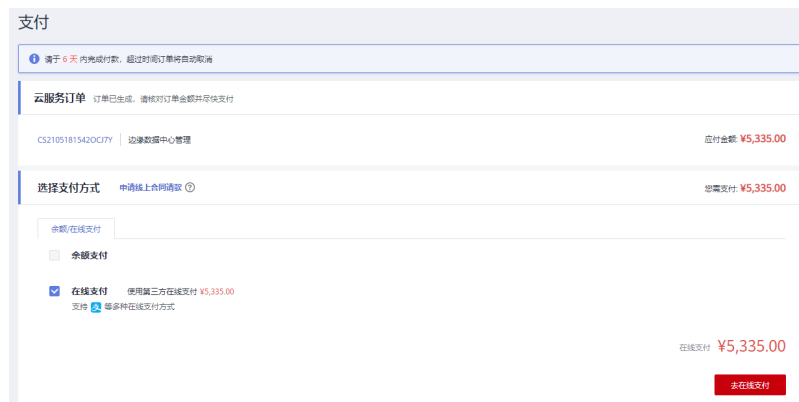 支付
请于 6 天 内完成付款，超过时间订单将自动取消
云服务订单 订单已生成，请核对订单金额并尽快支付
CS2105181542OCJ7Y 边缘数据中心管理 应付金额: ¥5,335.00
选择支付方式 申请线上合同请款 您需支付: ¥5,335.00
余额/在线支付
余额支付
在线支付 使用第三方在线支付 ¥5,335.00
支持 支 等多种在线支付方式
在线支付 ¥5,335.00
去在线支付